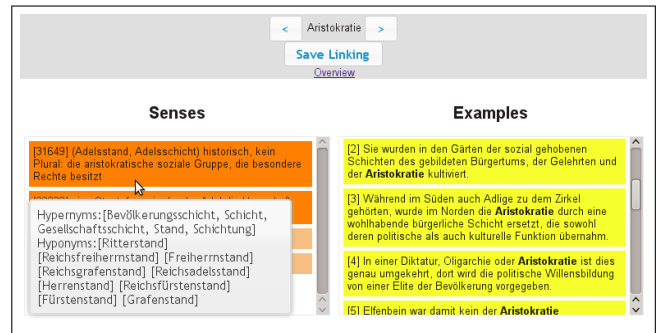 < Aristokratie >
Save Linking
Overview
Senses
[31649] (Adelsstand, Adelsschicht) historisch, kein
Plural: die aristokratische soziale Gruppe, die besondere
Rechte besitzt
Hypernyms:[Bevölkerungsschicht, Schicht,
Gesellschaftsschicht, Stand, Schichtung]
Hyponyms:[Ritterstand]
[Reichsfreiherrnstand] [Freiherrnstand]
[Reichsgrafenstand] [Reichsadelsstand]
[Herrenstand] [Reichsfürstenstand]
[Fürstenstand] [Grafenstand]
Examples
[2] Sie wurden in den Gärten der sozial gehobenen
Schichten des gebildeten Bürgertums, der Gelehrten und
der Aristokratie kultiviert.
[3] Während im Süden auch Adlige zu dem Zirkel
gehörten, wurde im Norden die Aristokratie durch eine
wohlhabende bürgerliche Schicht ersetzt, die sowohl
deren politische als auch kulturelle Funktion übernahm.
[4] In einer Diktatur, Oligarchie oder Aristokratie ist dies
genau umgekehrt, dort wird die politische Willensbildung
von einer Elite der Bevölkerung vorgegeben.
[5] Elfenbein war damit kein der Aristokratie